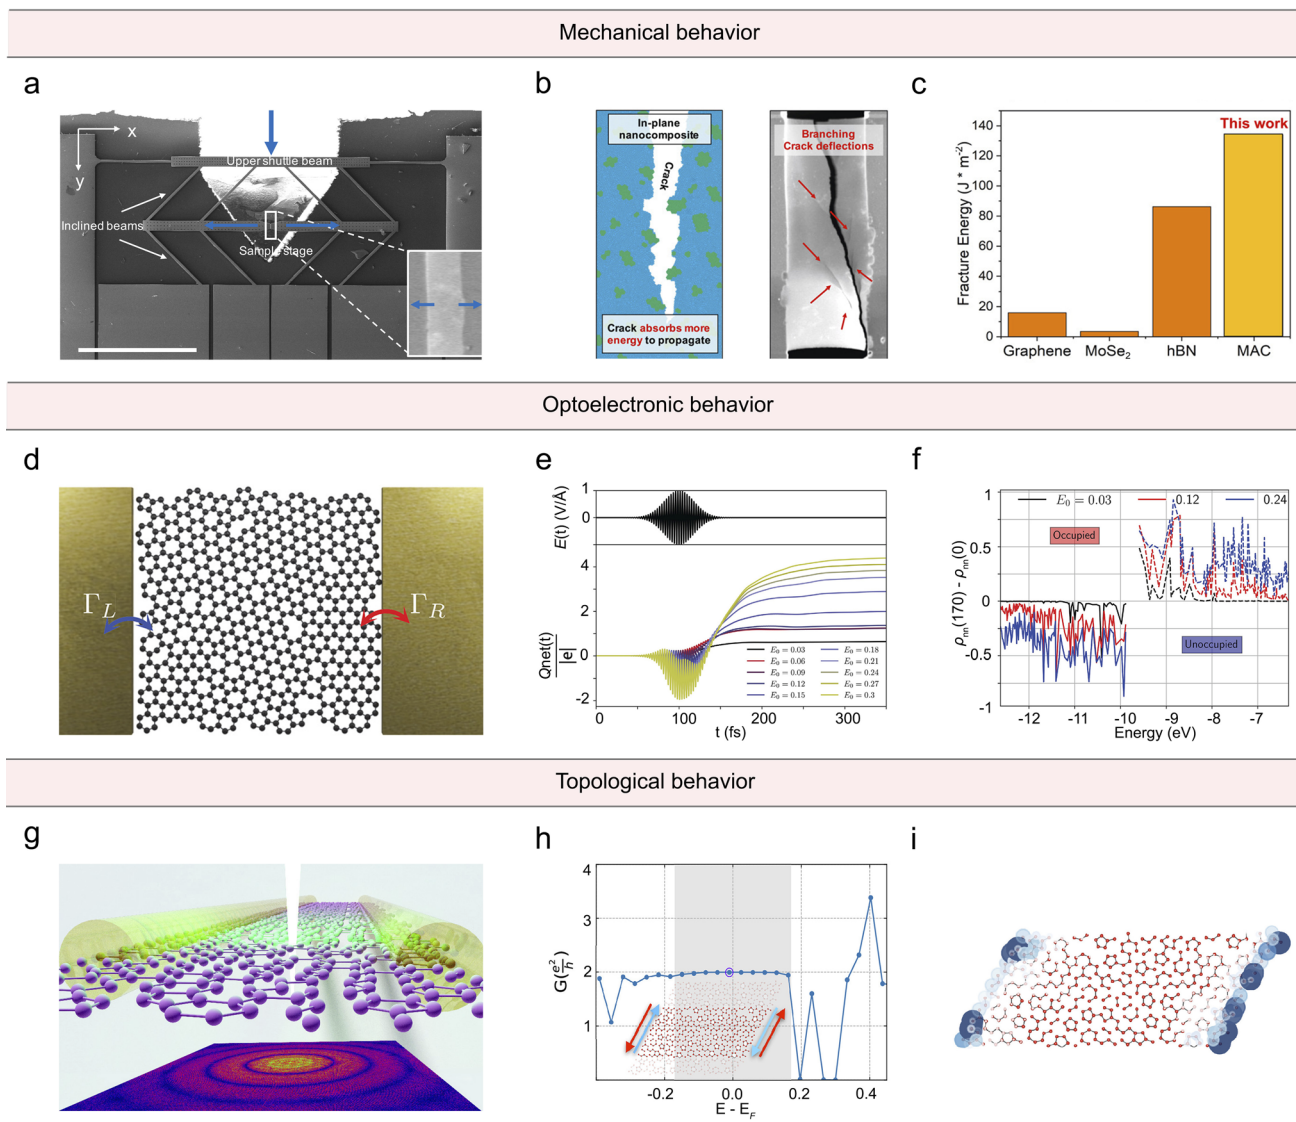 Mechanical behavior
a
x
y
Upper shuttle beam
Inclined beams
Sample stage
b
In-plane
nanocomposite
Crack
Crack absorbs more
energy to propagate
Branching
Crack deflections
c
This work
Fracture Energy (J * m⁻²)
140
120
100
80
60
40
20
0
Graphene MoSe₂ hBN MAC
Optoelectronic behavior
d
Γ_L
Γ_R
e
E(t) (V/Å)
1
0
Qnet(t)
|e|
4
2
0
-2
E₀ = 0.03
E₀ = 0.06
E₀ = 0.09
E₀ = 0.12
E₀ = 0.15
E₀ = 0.18
E₀ = 0.21
E₀ = 0.24
E₀ = 0.27
E₀ = 0.3
0 100 200 300
t (fs)
f
E₀ = 0.03 0.12 0.24
Occupied
Unoccupied
ρₙₙ(170) - ρₙₙ(0)
1
0.5
0
-0.5
-1
-12 -11 -10 -9 -8 -7
Energy (eV)
Topological behavior
g
h
G(e²/h)
4
3
2
1
-0.2 0.0 0.2 0.4
E - E_F
i